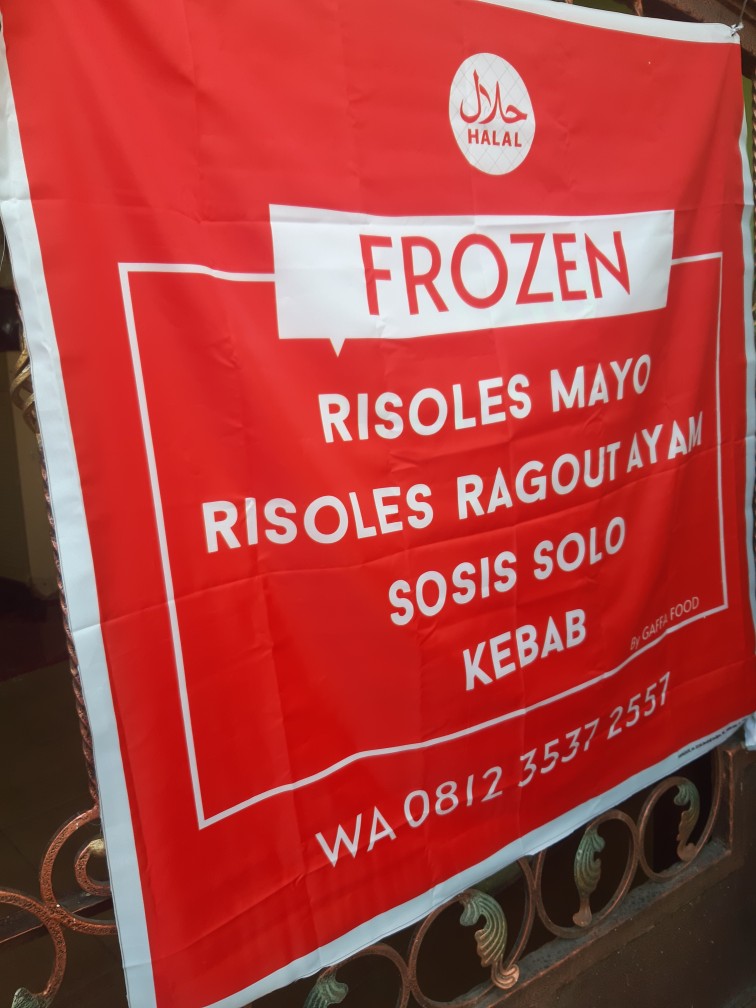 حلال
HALAL
FROZEN
RISOLES MAYO
RISOLES RAGOUT AYAM
SOSIS SOLO
KEBAB
By GAFFA FOOD
WA 0812 3537 2557